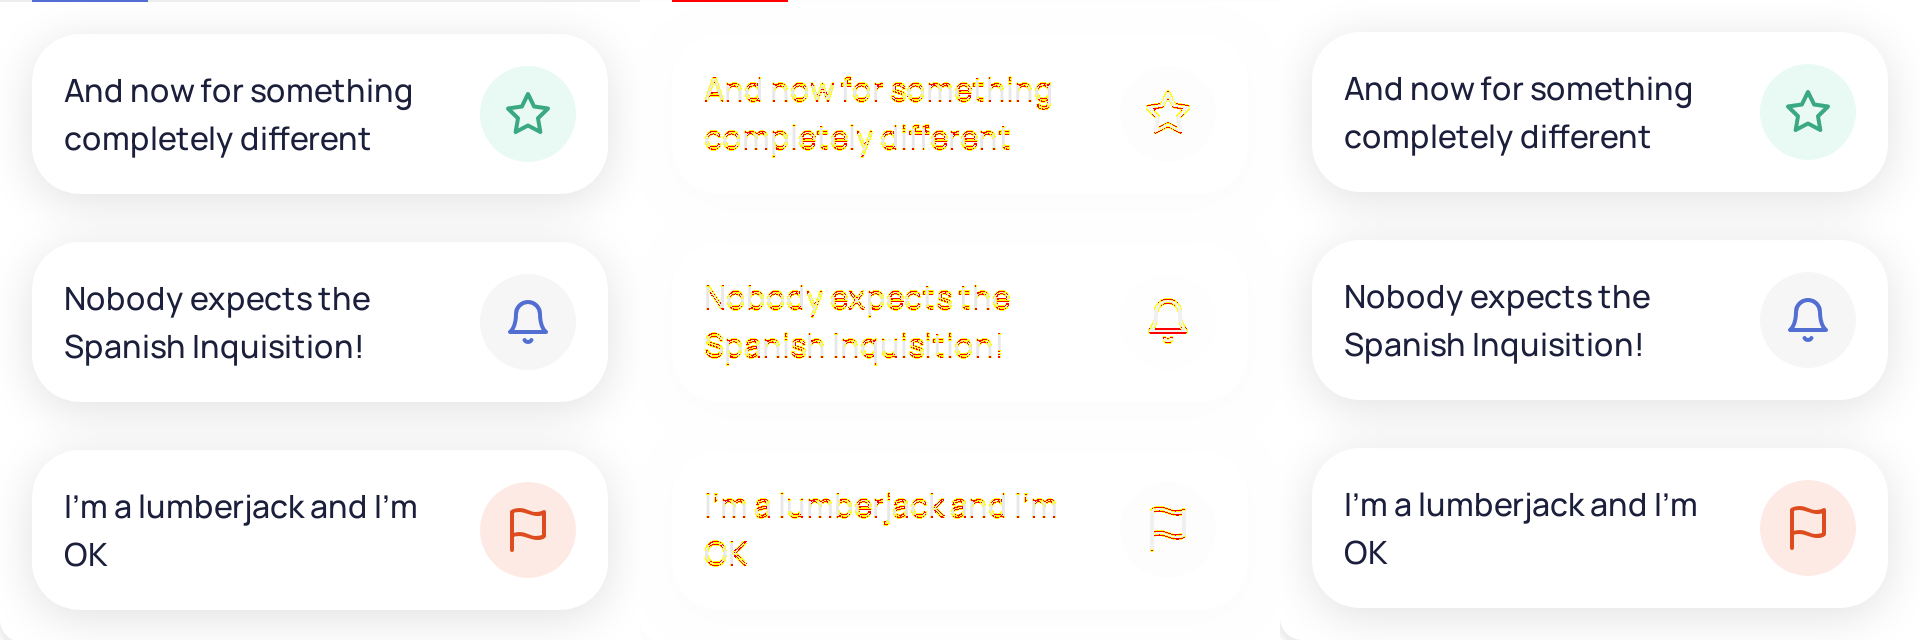 And now for something
completely different
Nobody expects the
Spanish Inquisition!
I'm a lumberjack and I'm
OK
And now for something
completely different
Nobody expects the
Spanish Inquisition!
I'm a lumberjack and I'm
OK
And now for something
completely different
Nobody expects the
Spanish Inquisition!
I'm a lumberjack and I'm
OK